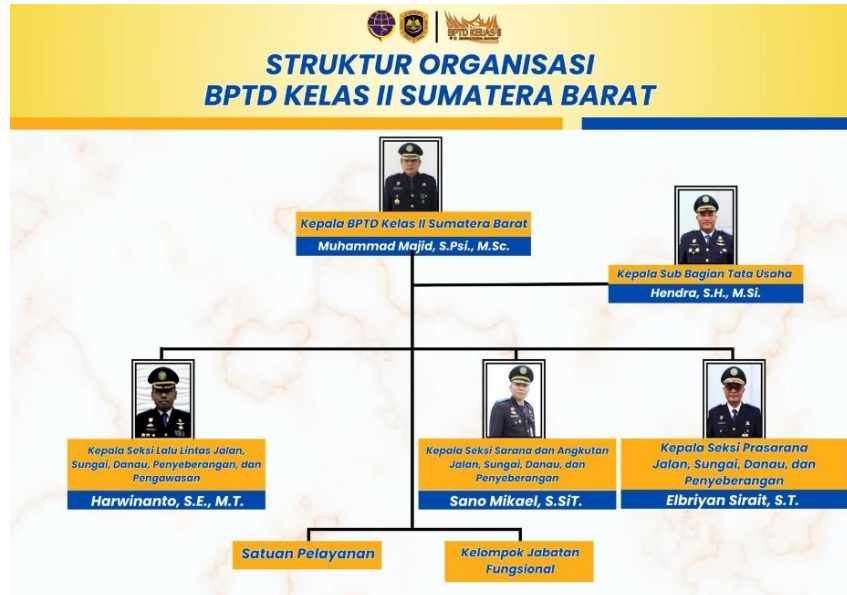 BPTD KELAS II
STRUKTUR ORGANISASI
BPTD KELAS II SUMATERA BARAT
Kepala BPTD Kelas II Sumatera Barat
Muhammad Majid, S.Psi., M.Sc.
Kepala Sub Bagian Tata Usaha
Hendra, S.H., M.Si.
Kepala Seksi Lalu Lintas Jalan,
Sungai, Danau, Penyeberangan, dan
Pengawasan
Harwinanto, S.E., M.T.
Kepala Seksi Sarana dan Angkutan
Jalan, Sungai, Danau, dan
Penyeberangan
Sano Mikael, S.SiT.
Kepala Seksi Prasarana
Jalan, Sungai, Danau, dan
Penyeberangan
Elbriyan Sirait, S.T.
Satuan Pelayanan
Kelompok Jabatan
Fungsional